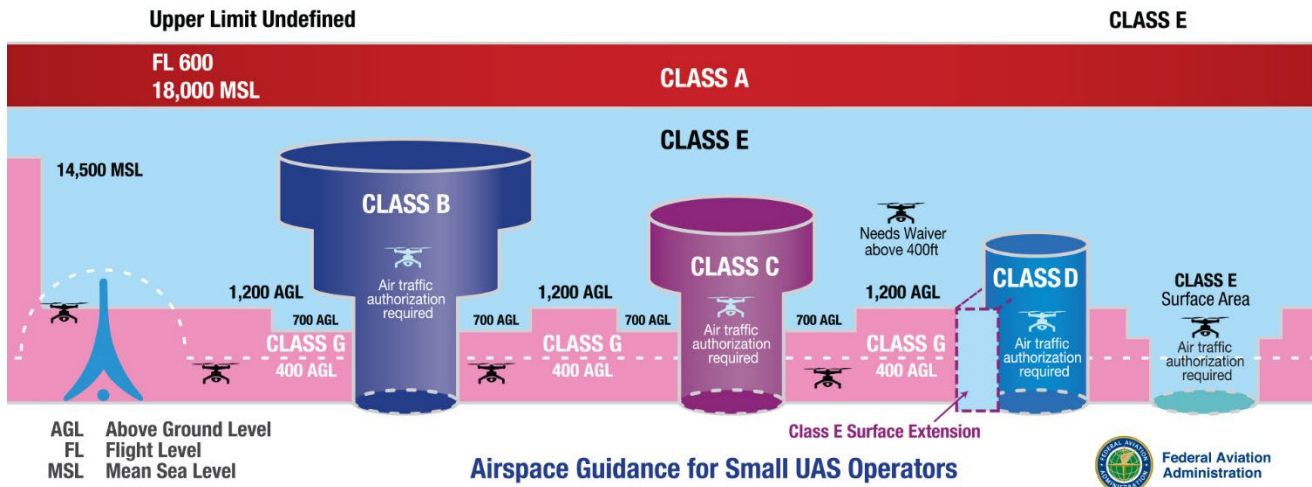 Upper Limit Undefined
CLASS E
FL 600
18,000 MSL
CLASS A
CLASS E
14,500 MSL
CLASS B
Air traffic
authorization
required
CLASS C
Air traffic
authorization
required
Needs Waiver
above 400ft
CLASS D
Air traffic
authorization
required
CLASS E
Surface Area
Air traffic
authorization
required
1,200 AGL
700 AGL
CLASS G
400 AGL
700 AGL
1,200 AGL
CLASS G
400 AGL
700 AGL
700 AGL
1,200 AGL
CLASS G
400 AGL
Class E Surface Extension
AGL Above Ground Level
FL Flight Level
MSL Mean Sea Level
Airspace Guidance for Small UAS Operators
FEDERAL AVIATION
ADMINISTRATION
Federal Aviation
Administration